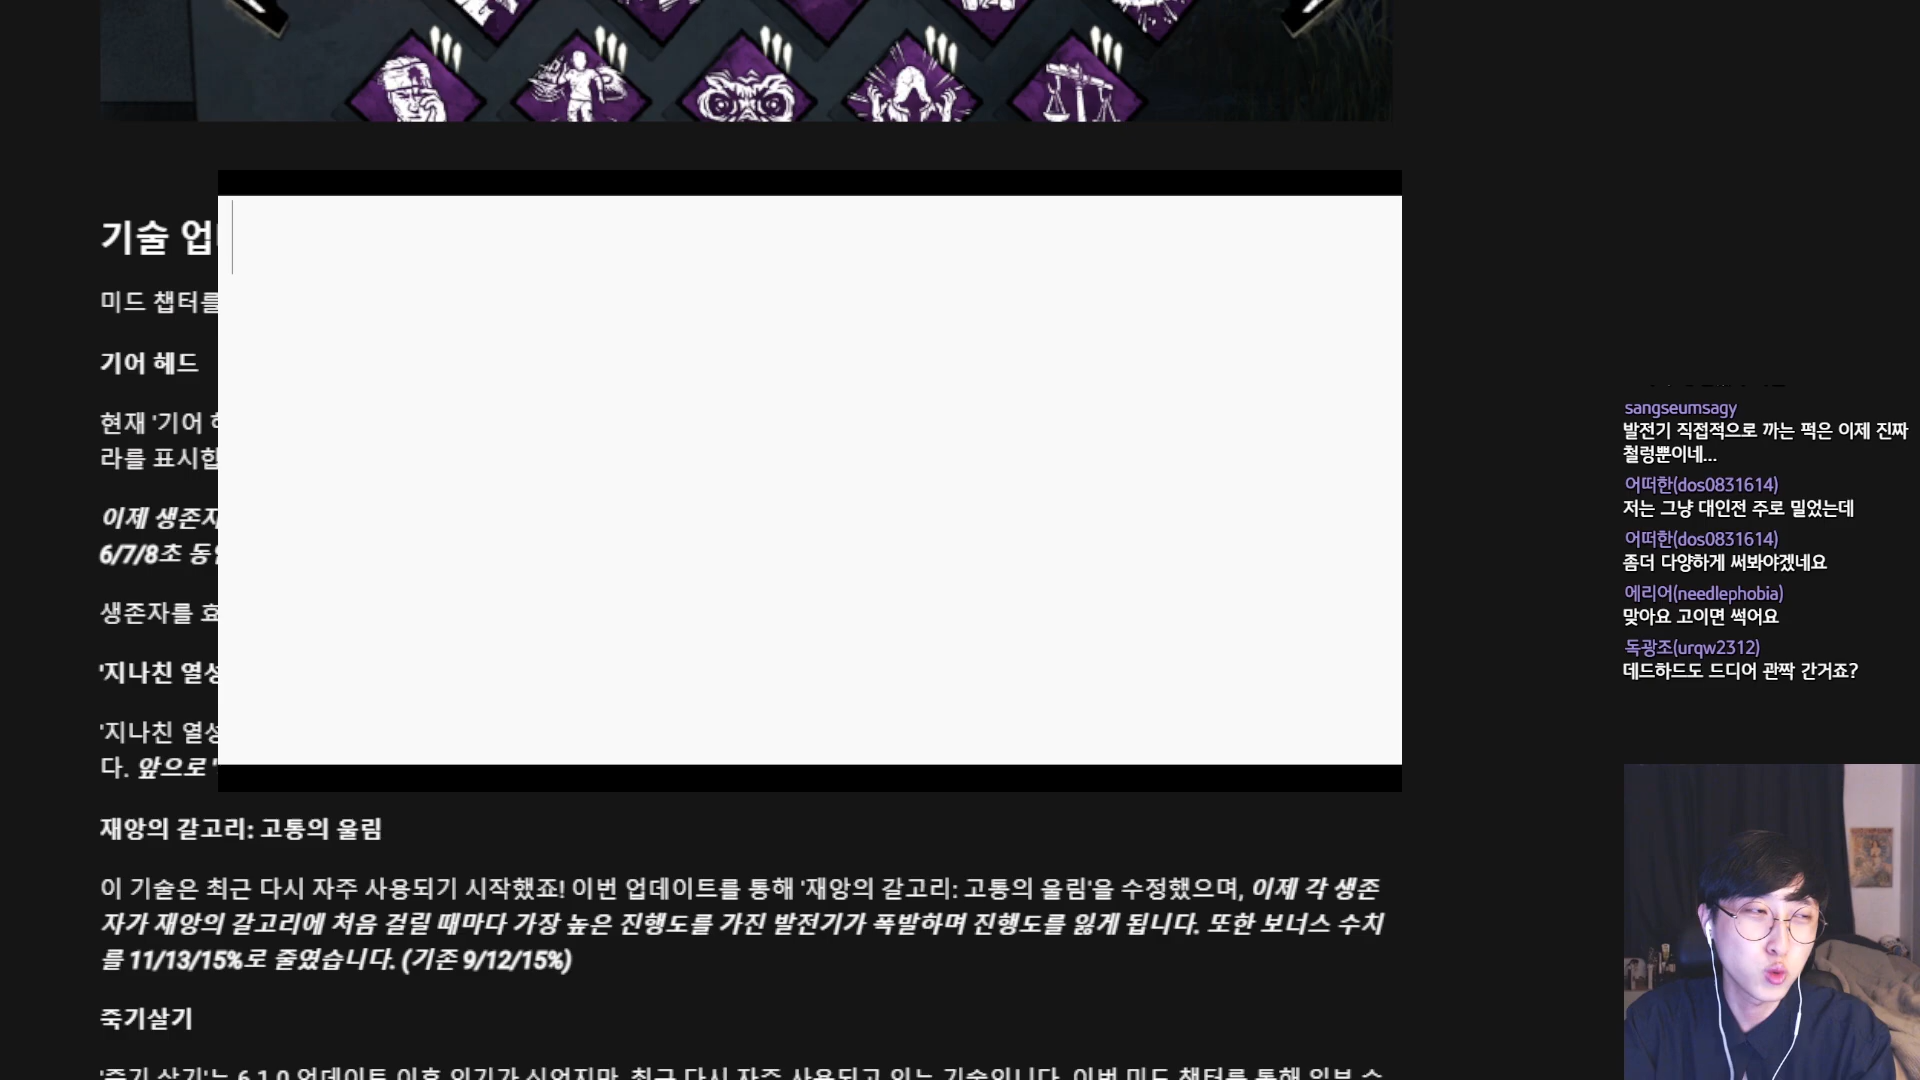 기술 업
미드 챕터를
기어 헤드
현재 '기어
라를 표시합
이제 생존자
6/7/8초 동
생존자를 효
'지나친 열성
'지나친 열성
다. 앞으로 '
재앙의 갈고리: 고통의 울림
이 기술은 최근 다시 자주 사용되기 시작했죠! 이번 업데이트를 통해 '재앙의 갈고리: 고통의 울림'을 수정했으며, 이제 각 생존
자가 재앙의 갈고리에 처음 걸릴 때마다 가장 높은 진행도를 가진 발전기가 폭발하며 진행도를 잃게 됩니다. 또한 보너스 수치
를 11/13/15%로 줄였습니다. (기존 9/12/15%)
죽기살기
sangseumsagy
발전기 직접적으로 까는 퍽은 이제 진짜
철렁뿐이네...
어떠한(dos0831614)
저는 그냥 대인전 주로 밀었는데
어떠한(dos0831614)
좀더 다양하게 써봐야겠네요
에리어(needlephobia)
맞아요 고이면 썩어요
독광조(urqw2312)
데드하드도 드디어 관짝 간거죠?